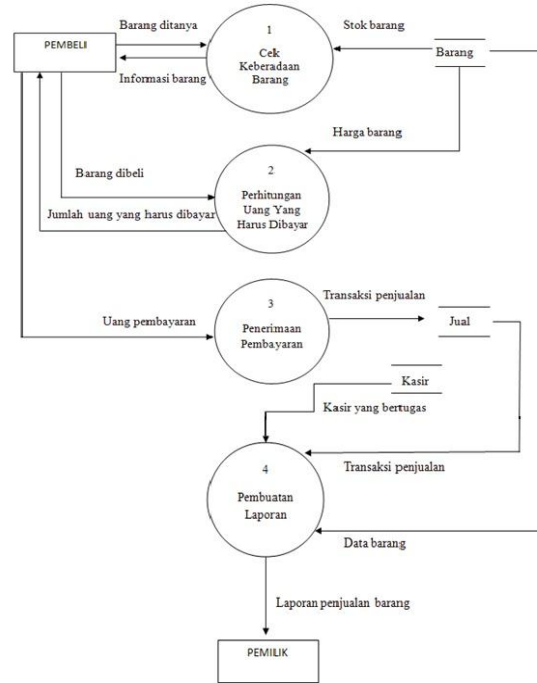 Barang ditanya
1
Stok barang
PEMBELI
Cek
Keberadaan
Barang
Barang
Informasi barang
Harga barang
2
Barang dibeli
Perhitungan
Uang Yang
Harus Dibayar
Jumlah uang yang harus dibayar
Transaksi penjualan
3
Uang pembayaran
Penerimaan
Pembayaran
Jual
Kasir
Kasir yang bertugas
4
Transaksi penjualan
Pembuatan
Laporan
Data barang
Laporan penjualan barang
PEMILIK